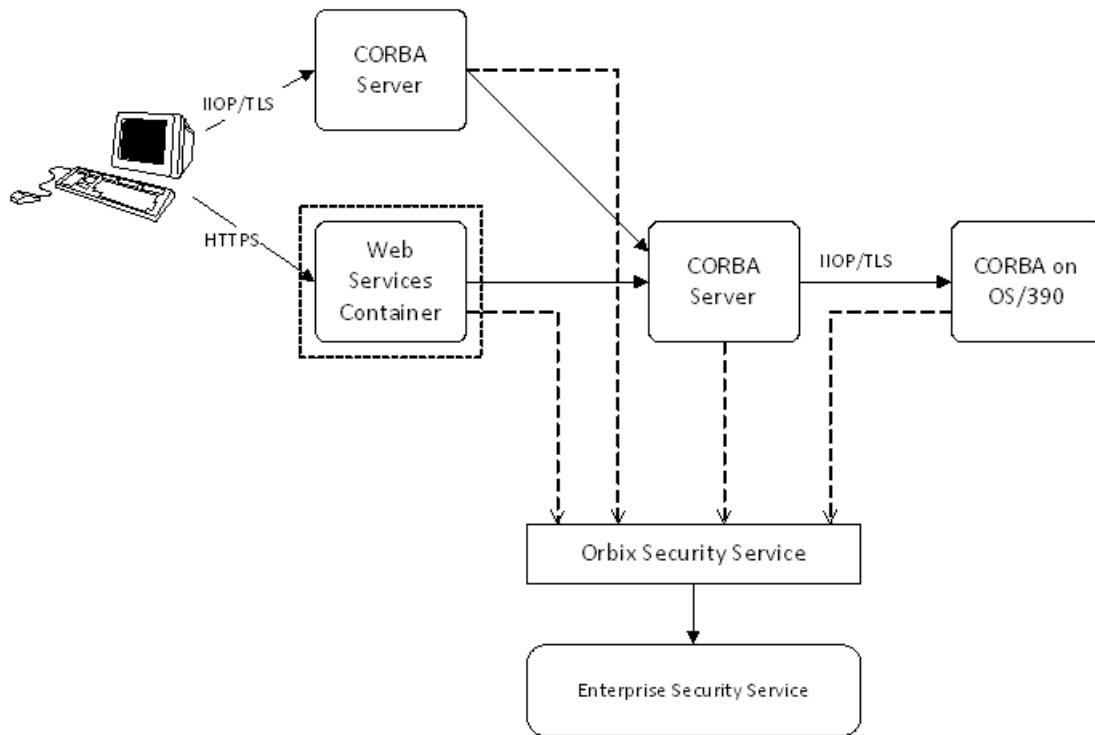 CORBA
Server
IIOP/TLS
HTTPS
Web
Services
Container
CORBA
Server
IIOP/TLS
CORBA on
OS/390
Orbix Security Service
Enterprise Security Service